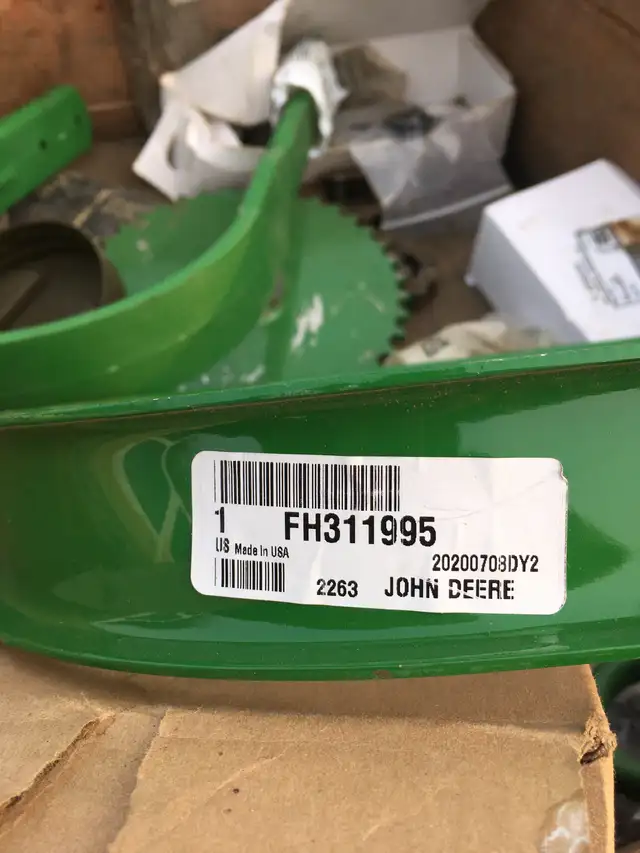 1 FH311995
US Made In USA
20200708DY2
2263 JOHN DEERE